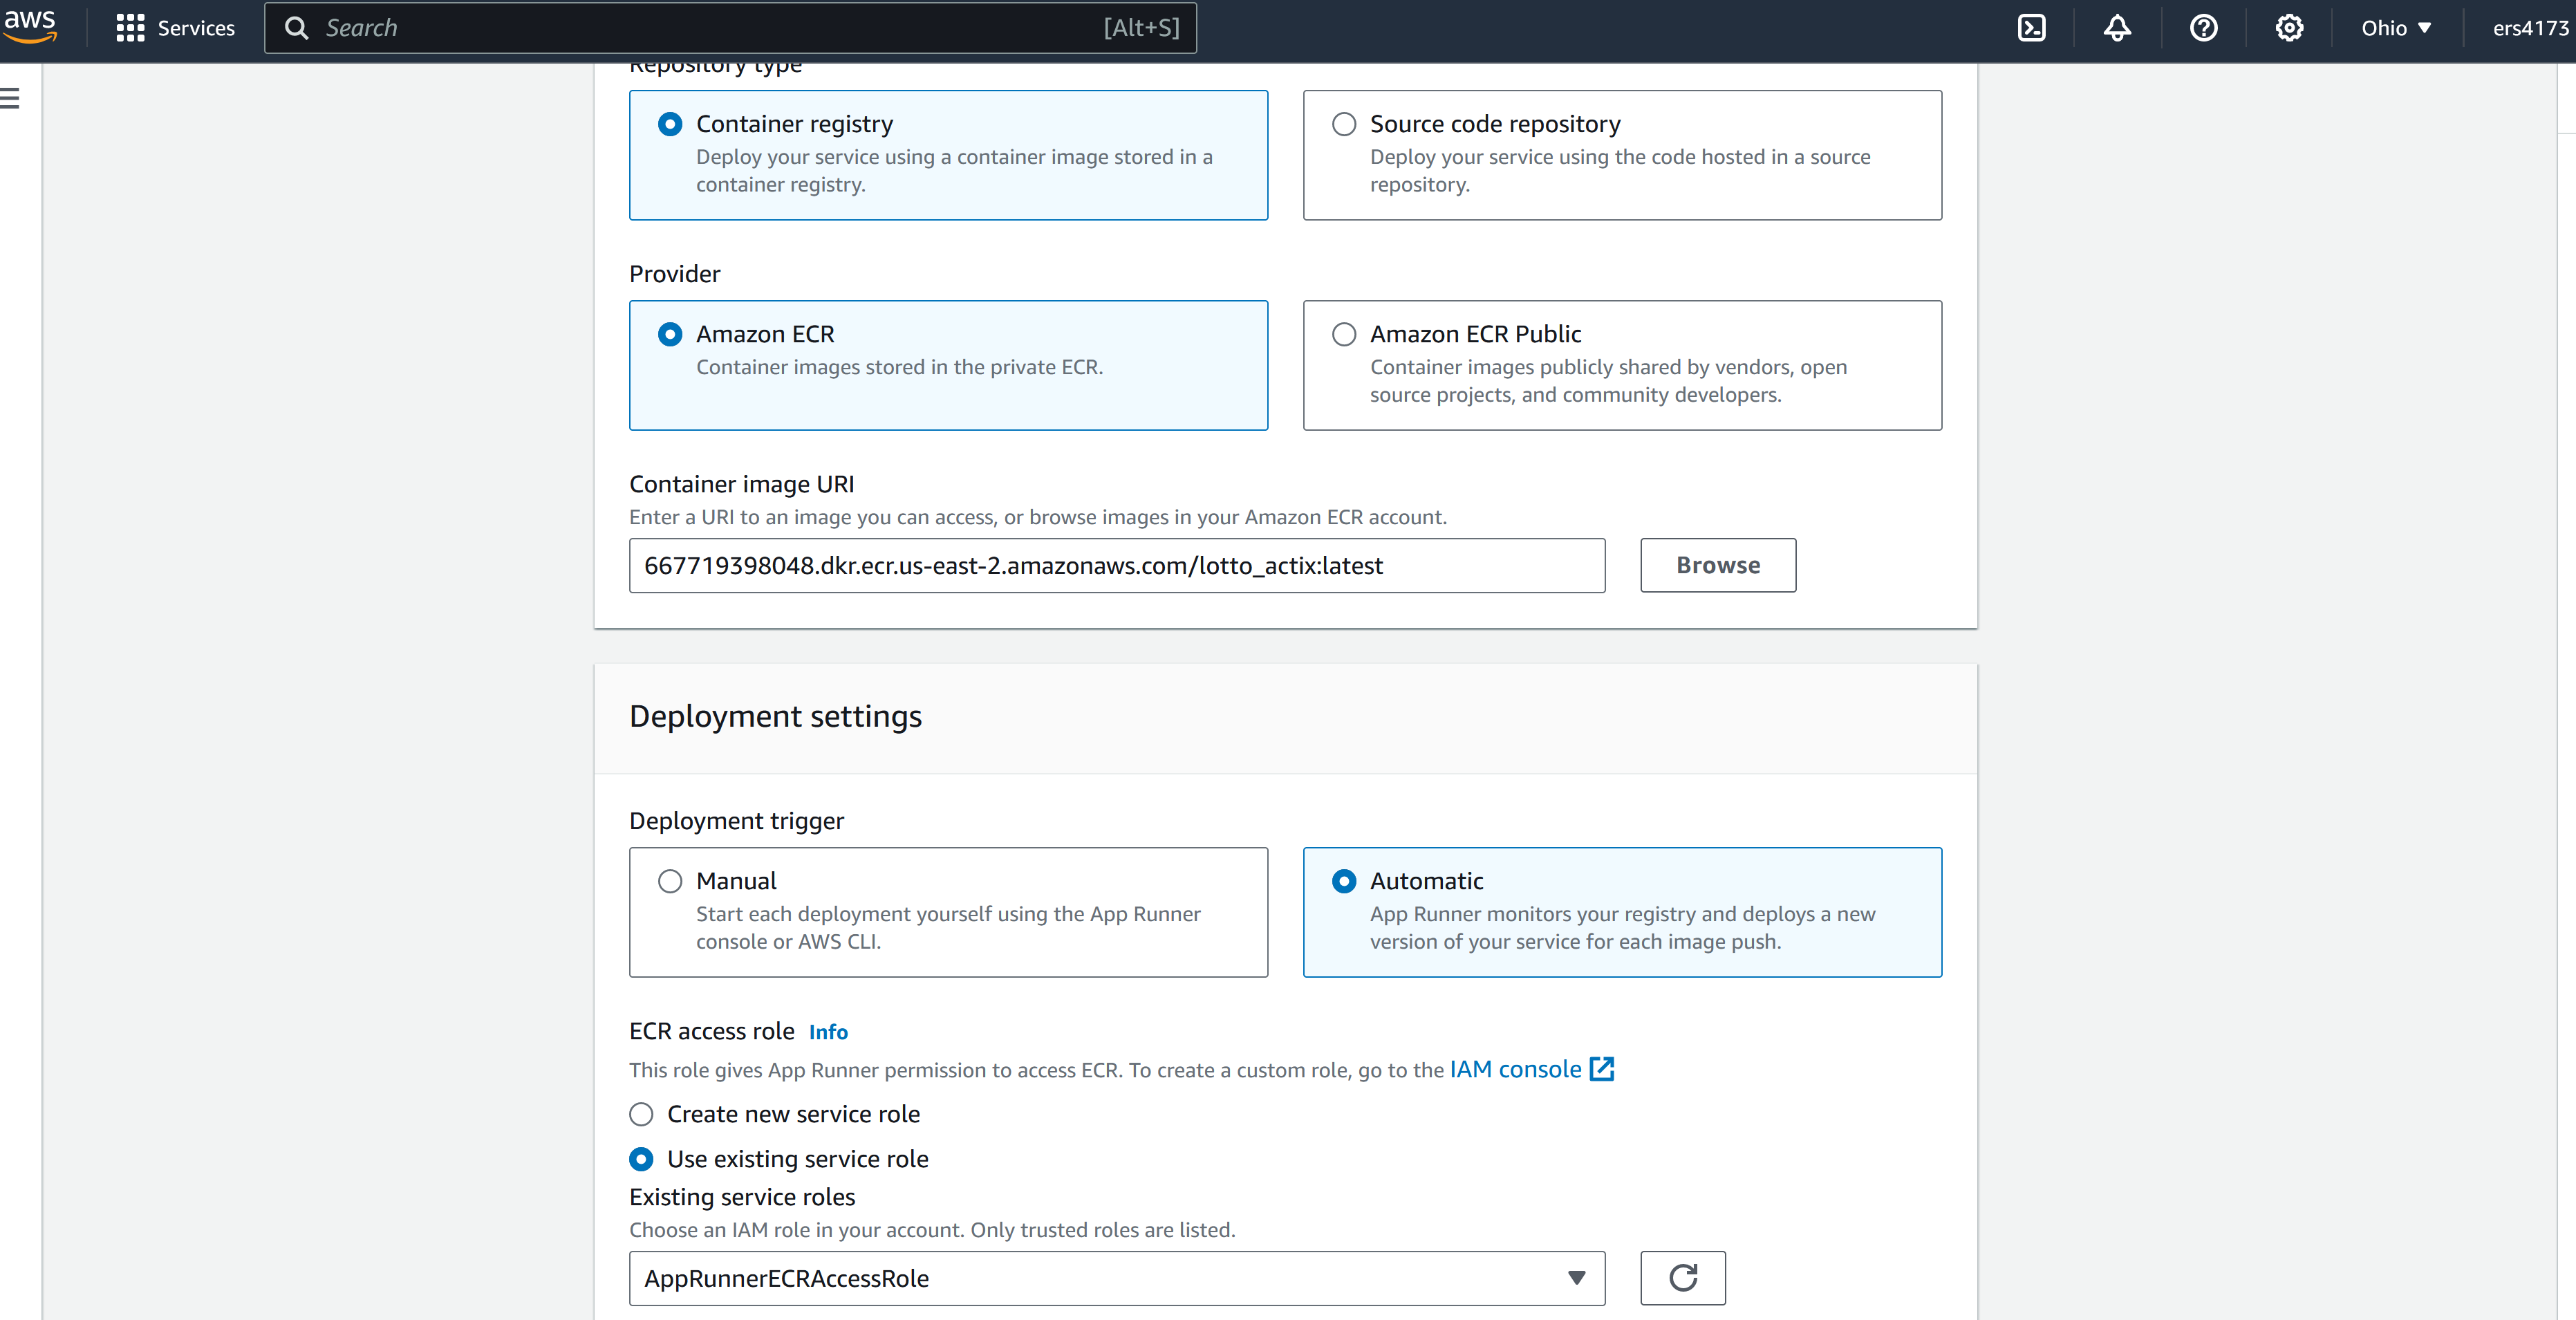 aws
Services
Search
[Alt+S]
Ohio
ers4173
Repository type
Container registry
Deploy your service using a container image stored in a
container registry.
Source code repository
Deploy your service using the code hosted in a source
repository.
Provider
Amazon ECR
Container images stored in the private ECR.
Amazon ECR Public
Container images publicly shared by vendors, open
source projects, and community developers.
Container image URI
Enter a URI to an image you can access, or browse images in your Amazon ECR account.
667719398048.dkr.ecr.us-east-2.amazonaws.com/lotto_actix:latest
Browse
Deployment settings
Deployment trigger
Manual
Start each deployment yourself using the App Runner
console or AWS CLI.
Automatic
App Runner monitors your registry and deploys a new
version of your service for each image push.
ECR access role Info
This role gives App Runner permission to access ECR. To create a custom role, go to the IAM console
Create new service role
Use existing service role
Existing service roles
Choose an IAM role in your account. Only trusted roles are listed.
AppRunnerECRAccessRole